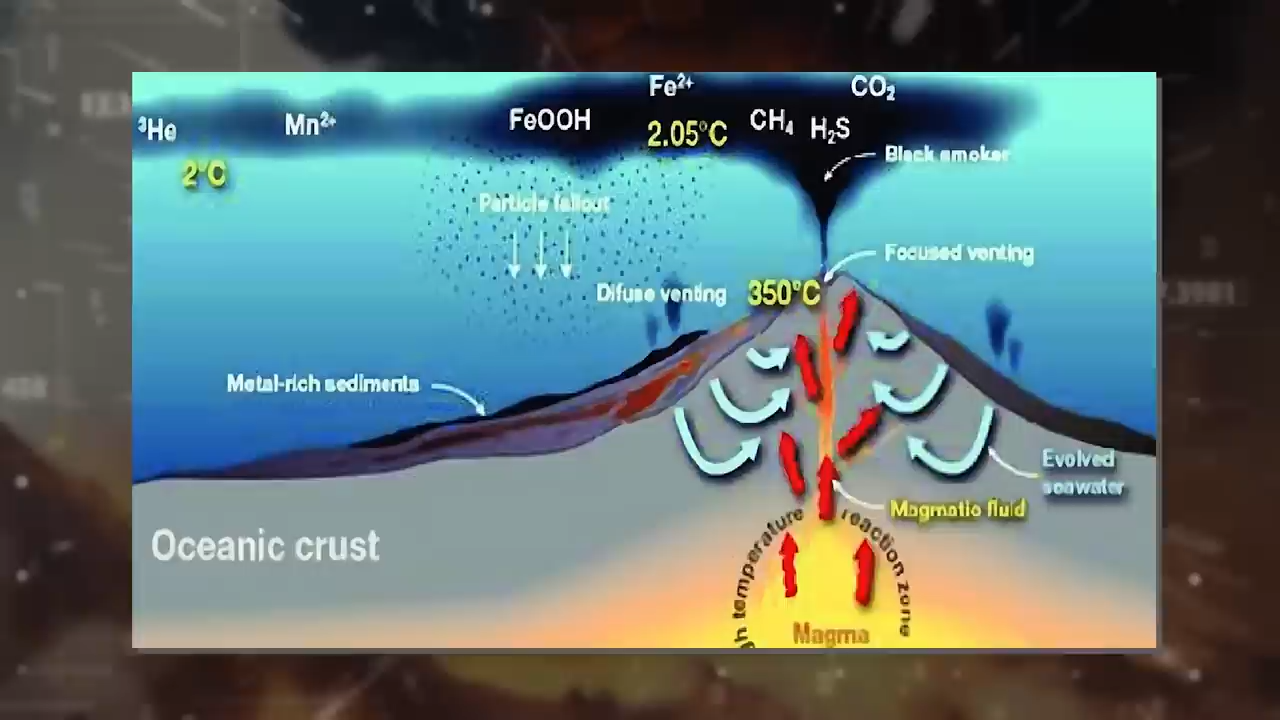 Fe²⁺
CO₂
³He
Mn²⁺
FeOOH
2.05°C
CH₄
H₂S
Black smoker
2°C
Particle fallout
Focused venting
Difuse venting
350°C
Metal-rich sediments
Evolved
seawater
Magmatic fluid
Oceanic crust
temperature reaction zone
Magma